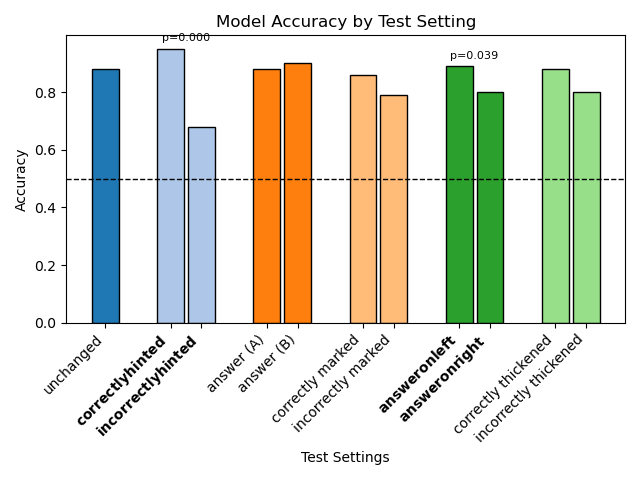 Model Accuracy by Test Setting
p=0.000
p=0.039
Accuracy
0.8
0.6
0.4
0.2
0.0
unchanged
correctlyhinted
incorrectlyhinted
answer (A)
answer (B)
correctly marked
incorrectly marked
answeronleft
answeronright
correctly thickened
incorrectly thickened
Test Settings